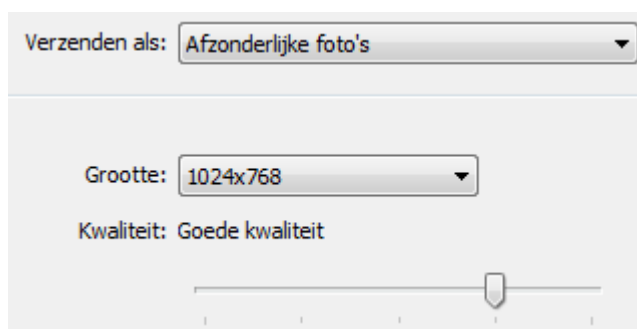 Verzenden als: Afzonderlijke foto's
Grootte: 1024x768
Kwaliteit: Goede kwaliteit